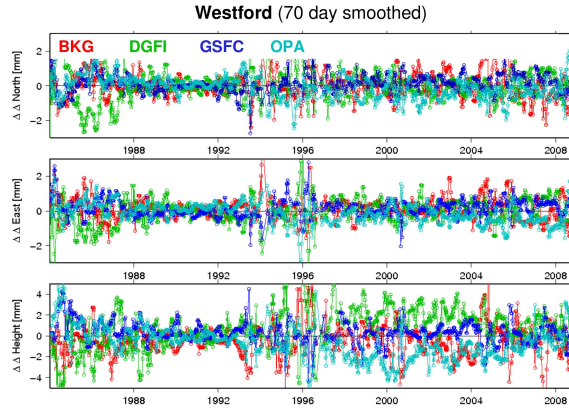 Westford (70 day smoothed)
BKG DGFI GSFC OPA
Δ Δ North [mm]
2
0
−2
1988 1992 1996 2000 2004 2008
Δ Δ East [mm]
2
0
−2
1988 1992 1996 2000 2004 2008
Δ Δ Height [mm]
4
2
0
−2
−4
1988 1992 1996 2000 2004 2008